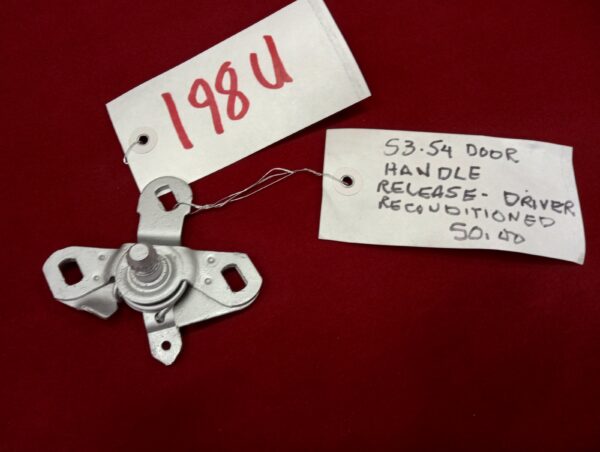 198U
53-54 DOOR
HANDLE
RELEASE- DRIVER
RECONDITIONED
50.00